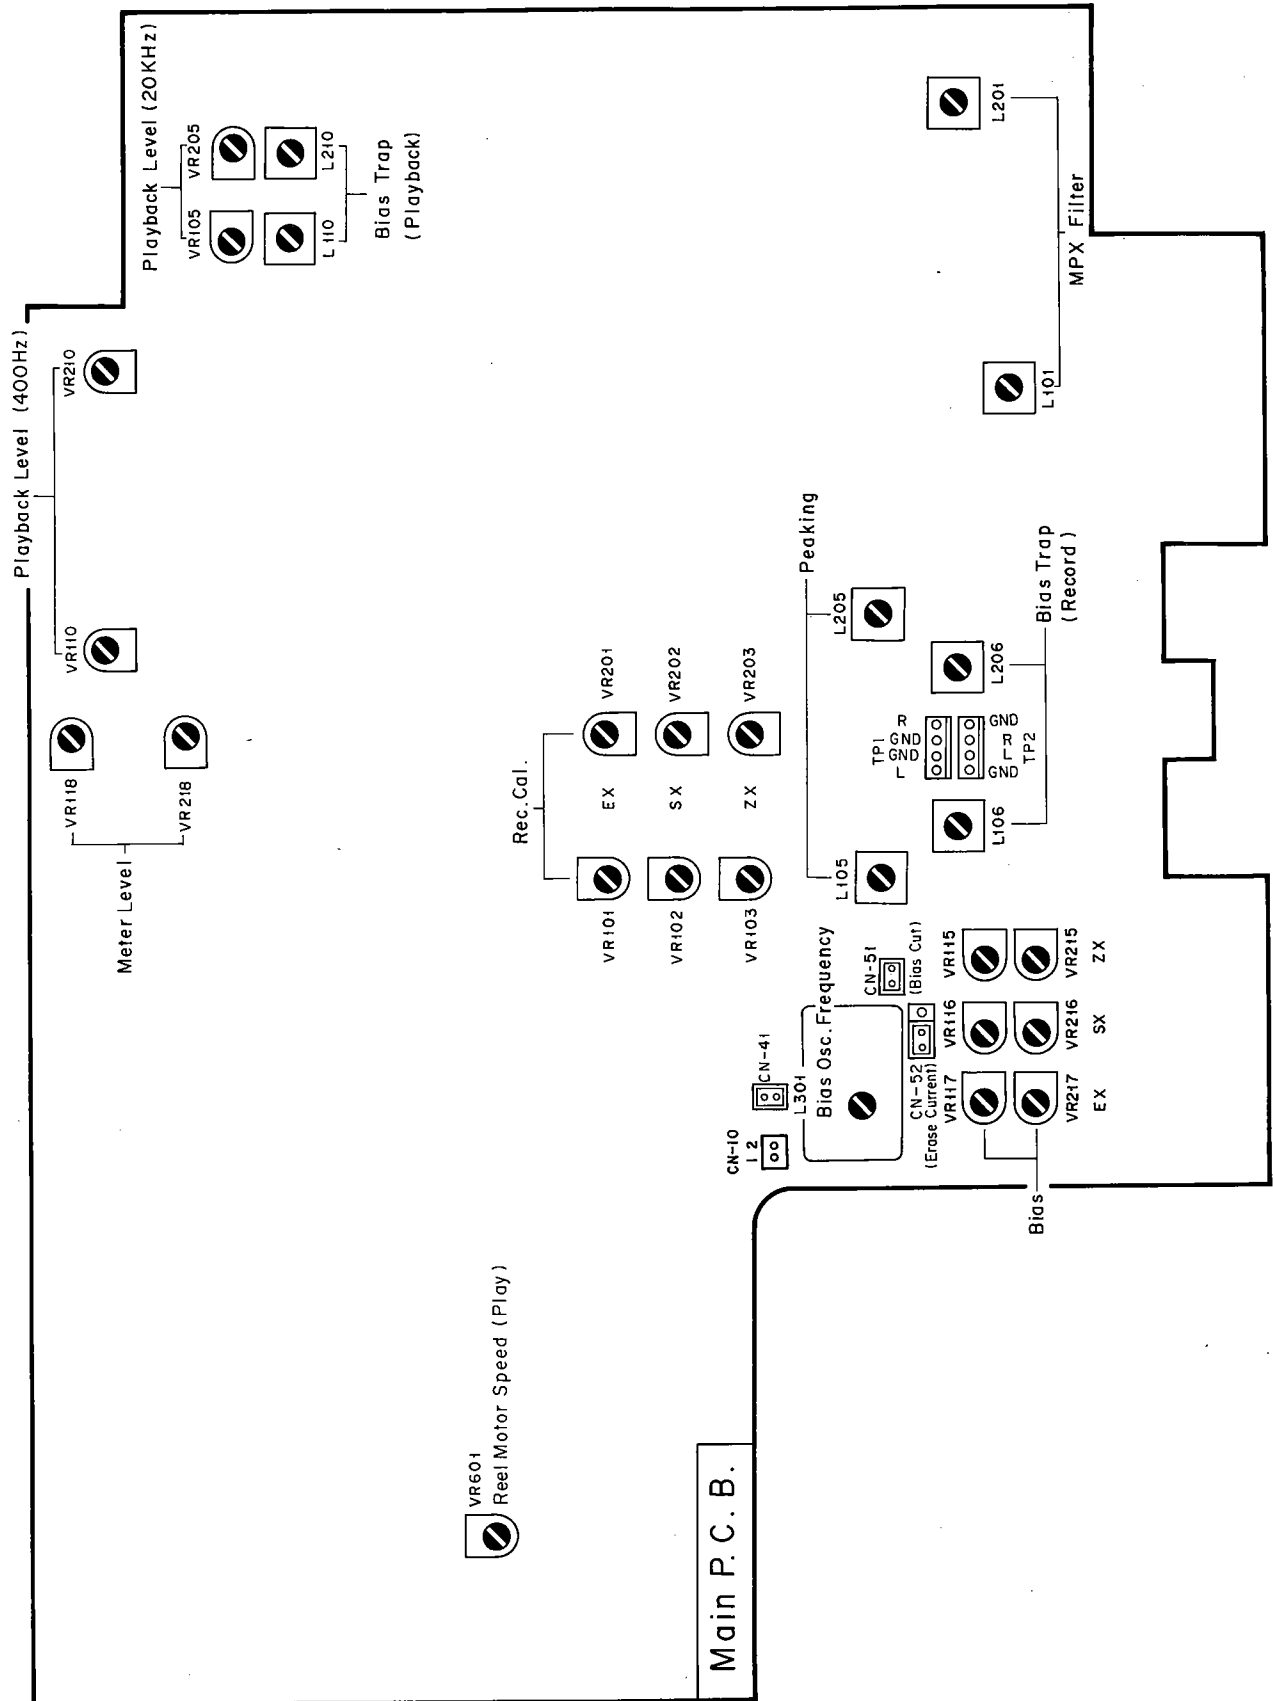 Playback Level (400Hz)
VR110
VR210
Playback Level (20KHz)
VR105
VR205
L110
L210
Bias Trap
(Playback)
VR118
VR218
Meter Level
Rec. Cal.
VR101
EX
VR201
VR102
SX
VR202
VR103
ZX
VR203
VR601
Reel Motor Speed (Play)
Peaking
L105
L205
L106
L206
Bias Trap
(Record)
TP1
L
GND
GND
R
GND
L
R
GND
TP2
L101
L201
MPX Filter
CN-10
1 2
CN-41
L301
Bias Osc. Frequency
CN-51
(Bias Cut)
CN-52
(Erase Current)
VR117
VR116
VR115
VR217
VR216
VR215
EX
SX
ZX
Bias
Main P.C.B.